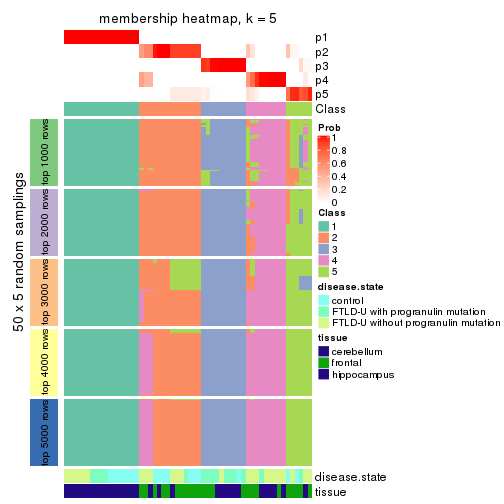 membership heatmap, k = 5
p1
p2
p3
p4
p5
Class
50 x 5 random samplings
top 1000 rows
top 2000 rows
top 3000 rows
top 4000 rows
top 5000 rows
Prob
1
0.8
0.6
0.4
0.2
0
Class
1
2
3
4
5
disease.state
control
FTLD-U with progranulin mutation
FTLD-U without progranulin mutation
tissue
cerebellum
frontal
hippocampus
disease.state
tissue